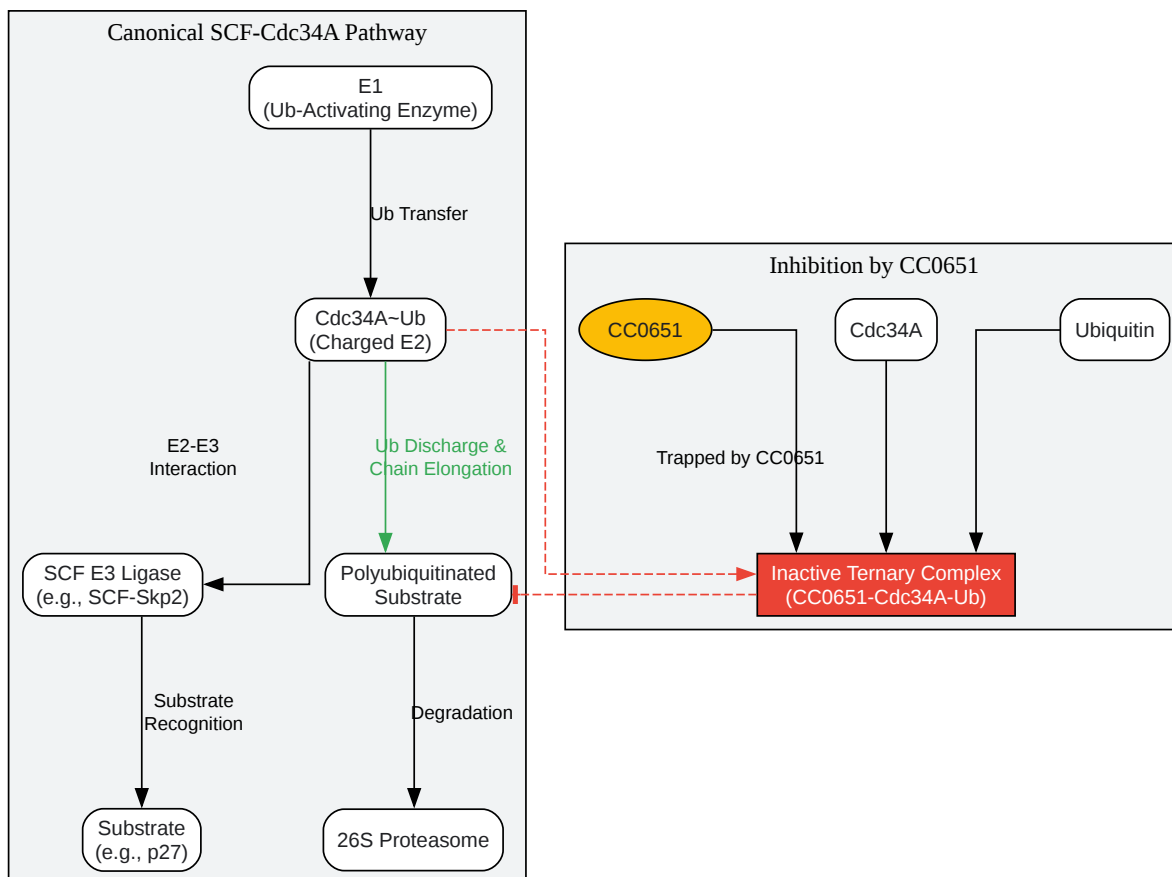 Canonical SCF-Cdc34A Pathway
E1
(Ub-Activating Enzyme)
Ub Transfer
Cdc34A~Ub
(Charged E2)
E2-E3
Interaction
Ub Discharge &
Chain Elongation
SCF E3 Ligase
(e.g., SCF-Skp2)
Polyubiquitinated
Substrate
Substrate
Recognition
Degradation
Substrate
(e.g., p27)
26S Proteasome
Inhibition by CC0651
CC0651
Cdc34A
Ubiquitin
Trapped by CC0651
Inactive Ternary Complex
(CC0651-Cdc34A-Ub)